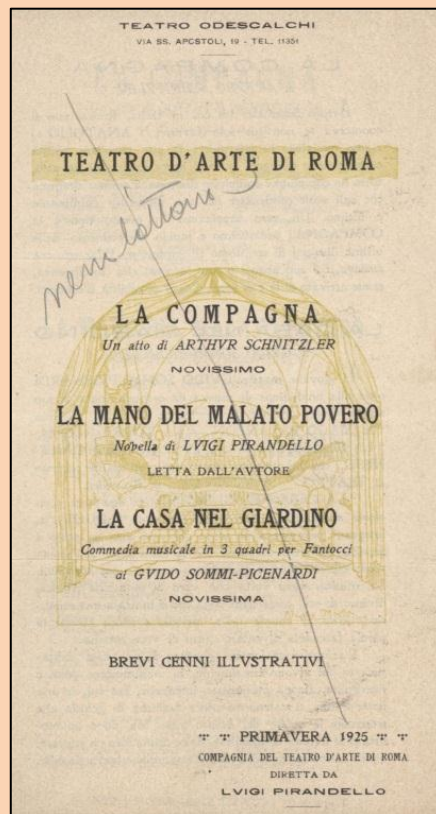 TEATRO ODESCALCHI
VIA SS. APOSTOLI, 19 - TEL. 11351
TEATRO D'ARTE DI ROMA
LA COMPAGNA
Un atto di ARTHVR SCHNITZLER
NOVISSIMO
LA MANO DEL MALATO POVERO
Novella di LVIGI PIRANDELLO
LETTA DALL'AVTORE
LA CASA NEL GIARDINO
Commedia musicale in 3 quadri per Fantocci
di GVIDO SOMMI-PICENARDI
NOVISSIMA
BREVI CENNI ILLVSTRATIVI
PRIMAVERA 1925
COMPAGNIA DEL TEATRO D'ARTE DI ROMA
DIRETTA DA
LVIGI PIRANDELLO